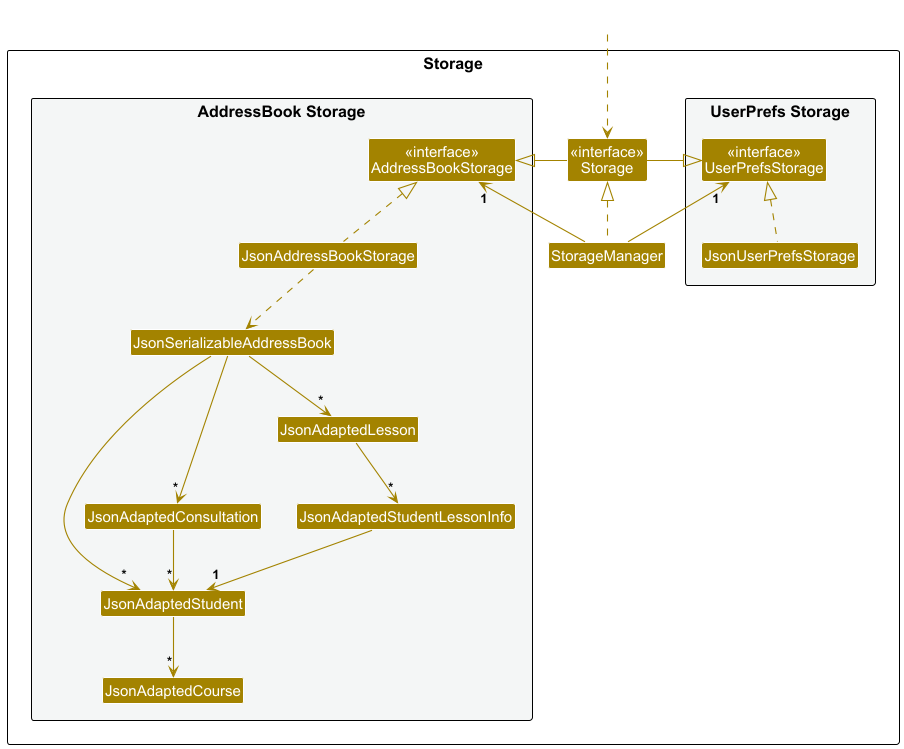 Storage
AddressBook Storage
UserPrefs Storage
«interface»
AddressBookStorage
«interface»
Storage
«interface»
UserPrefsStorage
1
1
JsonAddressBookStorage
StorageManager
JsonUserPrefsStorage
JsonSerializableAddressBook
*
JsonAdaptedLesson
*
*
JsonAdaptedConsultation
JsonAdaptedStudentLessonInfo
*
*
1
JsonAdaptedStudent
*
JsonAdaptedCourse